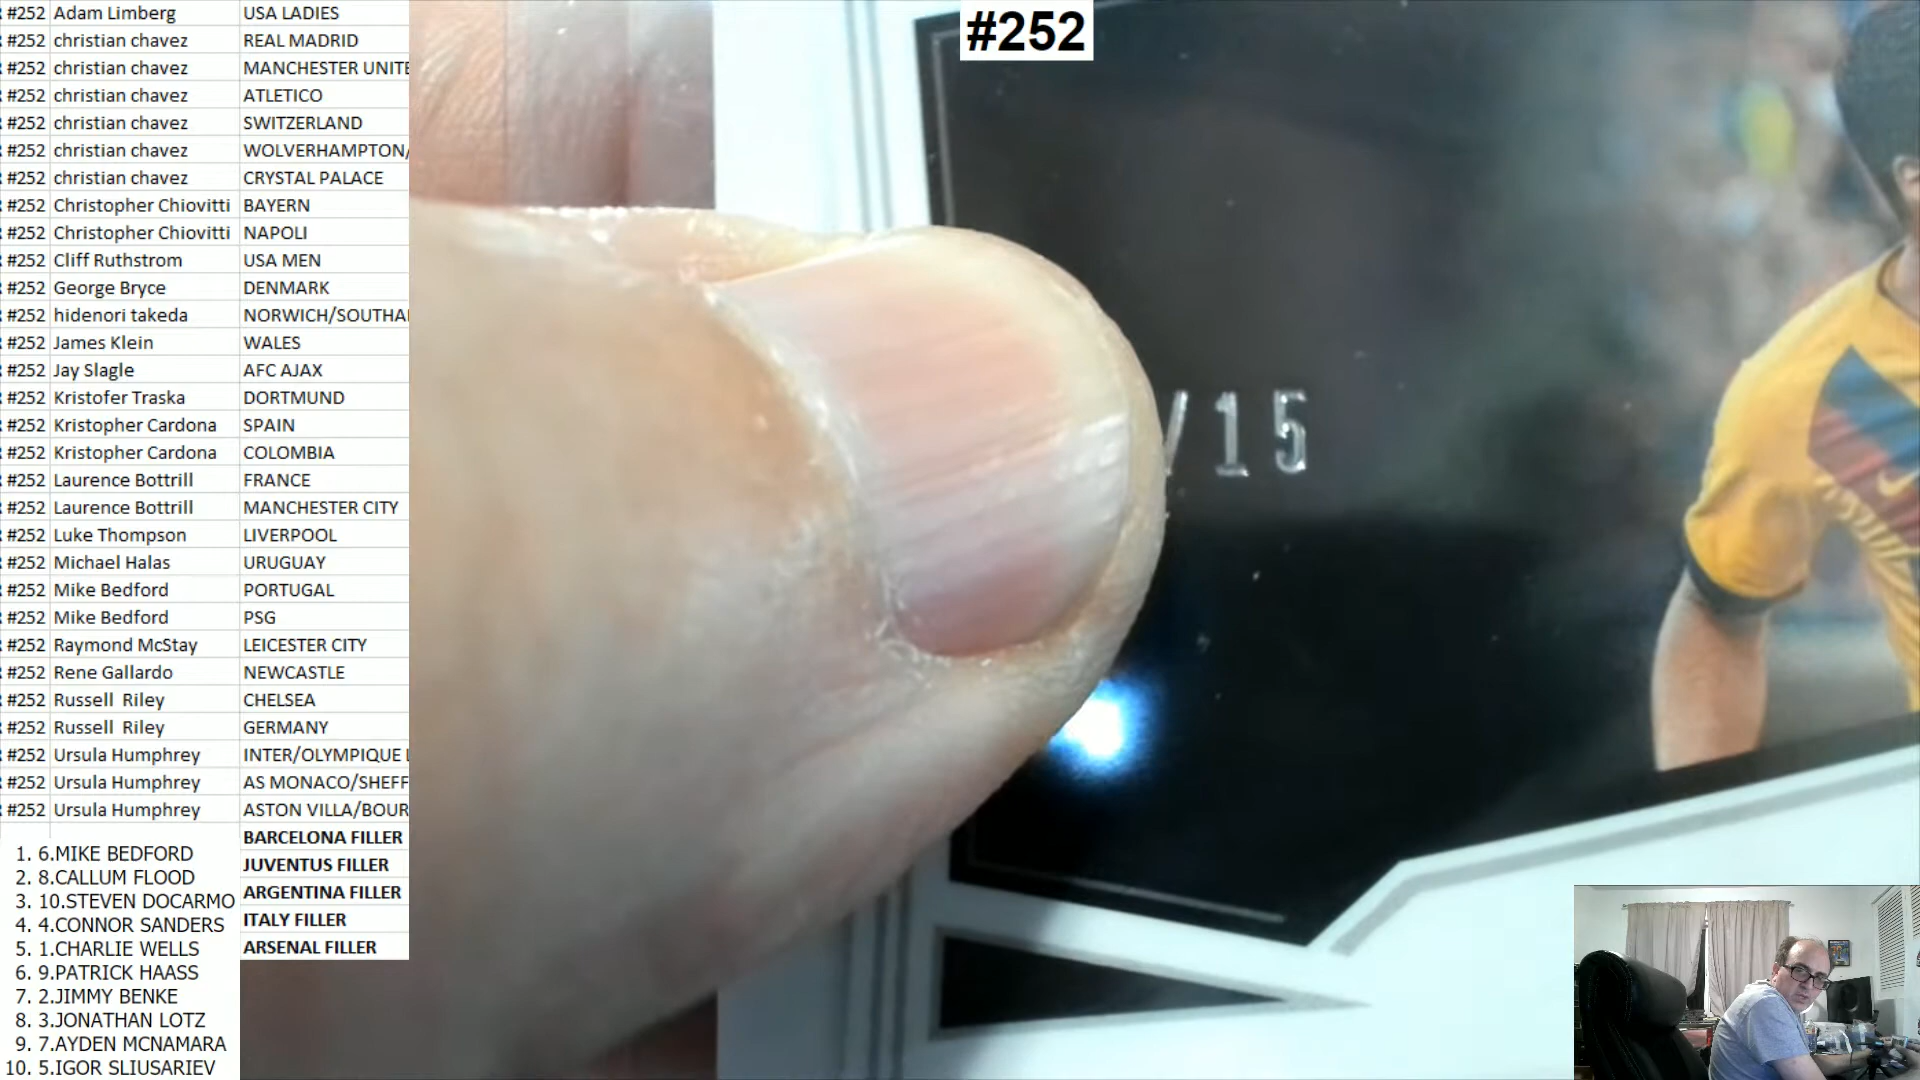 #252 Adam Limberg USA LADIES
#252 christian chavez REAL MADRID
#252 christian chavez MANCHESTER UNITE
#252 christian chavez ATLETICO
#252 christian chavez SWITZERLAND
#252 christian chavez WOLVERHAMPTON/
#252 christian chavez CRYSTAL PALACE
#252 Christopher Chiovitti BAYERN
#252 Christopher Chiovitti NAPOLI
#252 Cliff Ruthstrom USA MEN
#252 George Bryce DENMARK
#252 hidenori takeda NORWICH/SOUTHA
#252 James Klein WALES
#252 Jay Slagle AFC AJAX
#252 Kristofer Traska DORTMUND
#252 Kristopher Cardona SPAIN
#252 Kristopher Cardona COLOMBIA
#252 Laurence Bottrill FRANCE
#252 Laurence Bottrill MANCHESTER CITY
#252 Luke Thompson LIVERPOOL
#252 Michael Halas URUGUAY
#252 Mike Bedford PORTUGAL
#252 Mike Bedford PSG
#252 Raymond McStay LEICESTER CITY
#252 Rene Gallardo NEWCASTLE
#252 Russell Riley CHELSEA
#252 Russell Riley GERMANY
#252 Ursula Humphrey INTER/OLYMPIQUE L
#252 Ursula Humphrey AS MONACO/SHEFF
#252 Ursula Humphrey ASTON VILLA/BOUR
BARCELONA FILLER
JUVENTUS FILLER
ARGENTINA FILLER
ITALY FILLER
ARSENAL FILLER
1. 6.MIKE BEDFORD
2. 8.CALLUM FLOOD
3. 10.STEVEN DOCARMO
4. 4.CONNOR SANDERS
5. 1.CHARLIE WELLS
6. 9.PATRICK HAASS
7. 2.JIMMY BENKE
8. 3.JONATHAN LOTZ
9. 7.AYDEN MCNAMARA
10. 5.IGOR SLIUSARIEV
#252
/15